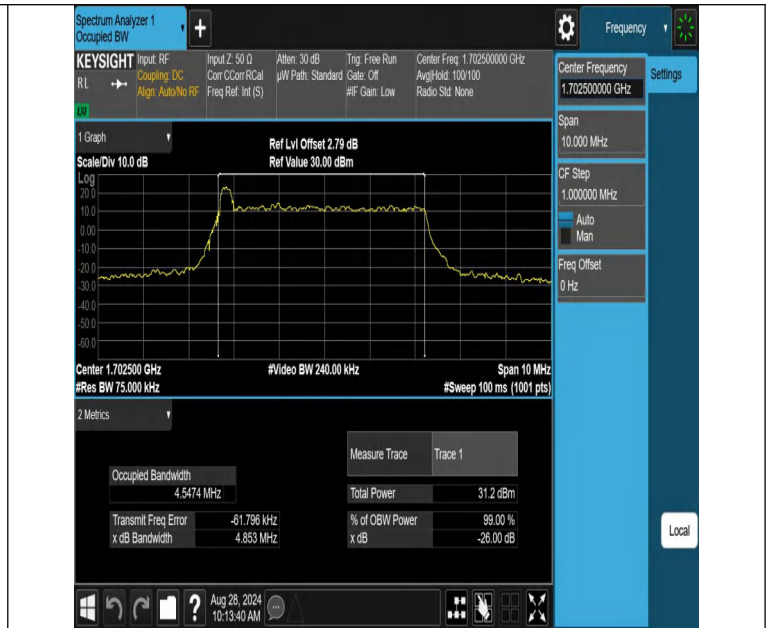 Spectrum Analyzer 1
Occupied BW
+
Frequency
KEYSIGHT
RL
LXI
Input: RF
Coupling: DC
Align: Auto/No RF
Input Z: 50 Ω
Corr CCorr RCal
Freq Ref: Int (S)
Atten: 30 dB
µW Path: Standard
Trig: Free Run
Gate: Off
#IF Gain: Low
Center Freq: 1.702500000 GHz
Avg|Hold: 100/100
Radio Std: None
Center Frequency
1.702500000 GHz
Settings
Span
10.000 MHz
CF Step
1.000000 MHz
Auto
Man
Freq Offset
0 Hz
1 Graph
Scale/Div 10.0 dB
Ref Lvl Offset 2.79 dB
Ref Value 30.00 dBm
Log
20.0
10.0
0.00
-10.0
-20.0
-30.0
-40.0
-50.0
-60.0
Center 1.702500 GHz
#Video BW 240.00 kHz
Span 10 MHz
#Res BW 75.000 kHz
#Sweep 100 ms (1001 pts)
2 Metrics
Measure Trace
Trace 1
Occupied Bandwidth
4.5474 MHz
Total Power
31.2 dBm
Transmit Freq Error
-61.796 kHz
% of OBW Power
99.00 %
x dB Bandwidth
4.853 MHz
x dB
-26.00 dB
Local
?
Aug 28, 2024
10:13:40 AM